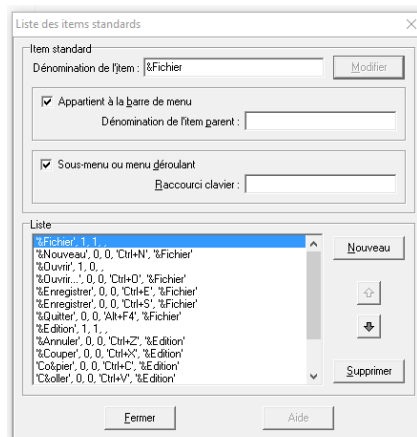 Liste des items standards
Item standard
Dénomination de l'item : &Fichier
Modifier
Appartient à la barre de menu
Dénomination de l'item parent :
Sous-menu ou menu déroulant
Raccourci clavier :
Liste
'&Fichier', 1, 1, ,
'&Nouveau', 0, 0, 'Ctrl+N', '&Fichier'
'&Ouvrir', 1, 0, ,
'&Ouvrir...', 0, 0, 'Ctrl+O', '&Fichier'
'&Enregistrer', 0, 0, 'Ctrl+E', '&Fichier'
'&Enregistrer', 0, 0, 'Ctrl+S', '&Fichier'
'&Quitter', 0, 0, 'Alt+F4', '&Fichier'
'&Edition', 1, 1, ,
'&Annuler', 0, 0, 'Ctrl+Z', '&Edition'
'&Couper', 0, 0, 'Ctrl+X', '&Edition'
'Co&pier', 0, 0, 'Ctrl+C', '&Edition'
'C&oller', 0, 0, 'Ctrl+V', '&Edition'
Nouveau
Supprimer
Fermer
Aide